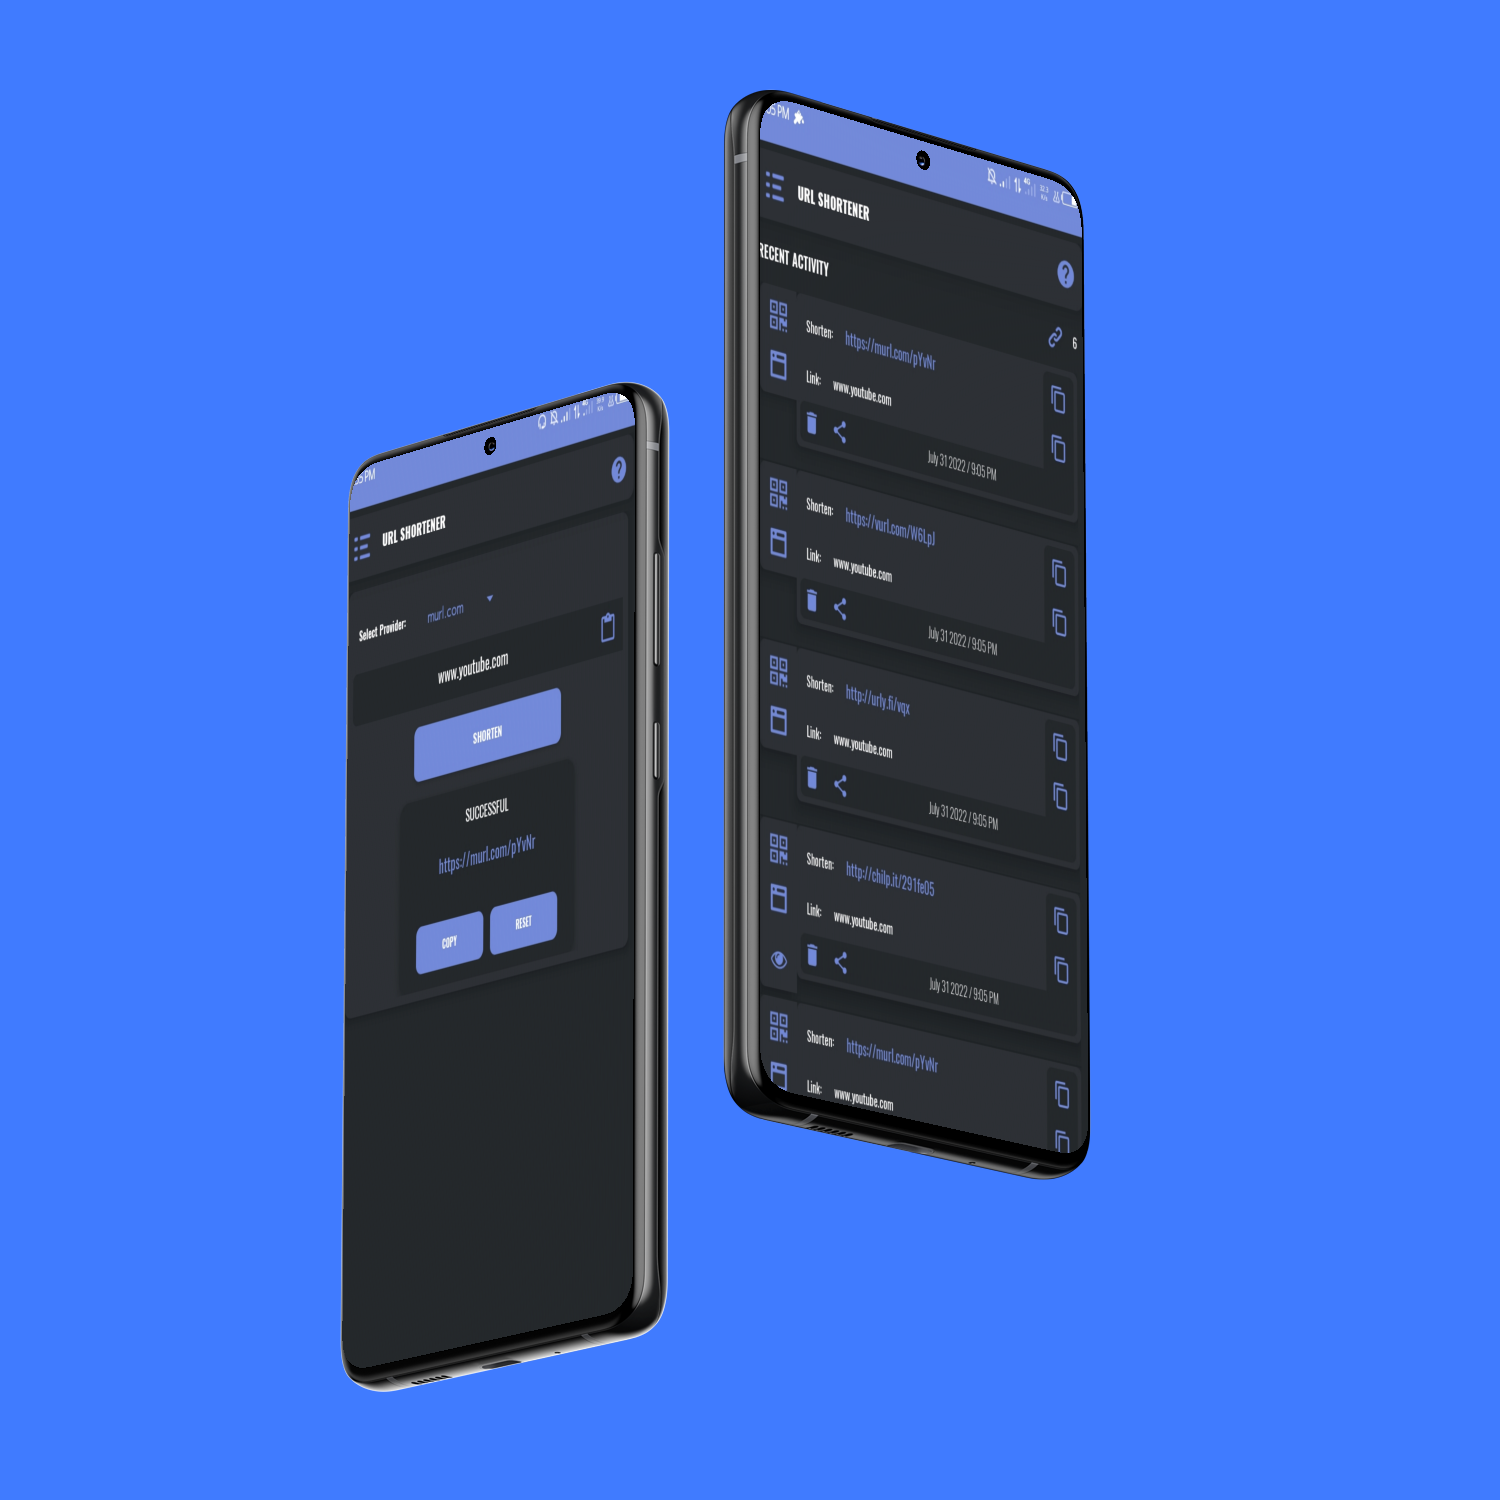 PM
URL SHORTENER
?
Select Provider:
murl.com
www.youtube.com
SHORTEN
SUCCESSFUL
https://murl.com/pYvNr
COPY
RESET
PM
4G
URL SHORTENER
?
RECENT ACTIVITY
6
Shorten: https://murl.com/pYvNr
Link: www.youtube.com
July 31 2022 / 9:05 PM
Shorten: https://vurl.com/W6LpJ
Link: www.youtube.com
July 31 2022 / 9:05 PM
Shorten: http://urly.fi/vqx
Link: www.youtube.com
July 31 2022 / 9:05 PM
Shorten: http://chilp.it/291fe05
Link: www.youtube.com
July 31 2022 / 9:05 PM
Shorten: https://murl.com/pYvNr
Link: www.youtube.com